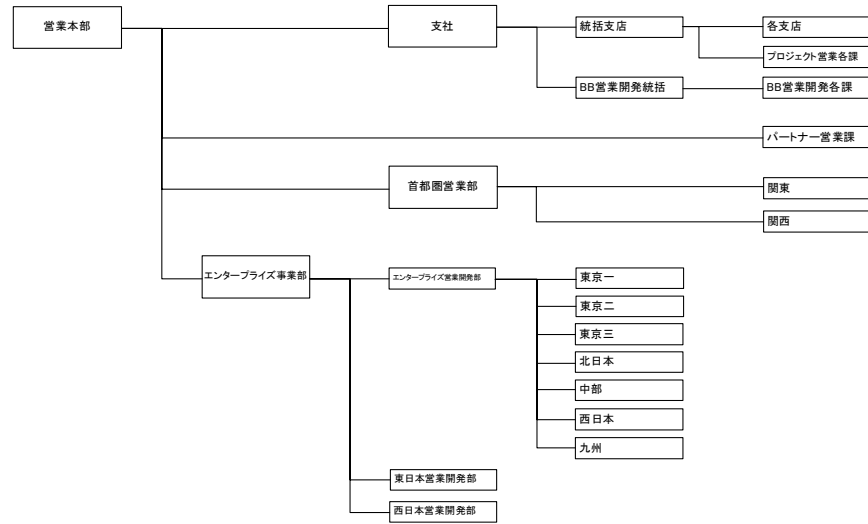 営業本部
支社
統括支店
各支店
プロジェクト営業各課
BB営業開発統括
BB営業開発各課
パートナー営業課
首都圏営業部
関東
関西
エンタープライズ事業部
エンタープライズ営業開発部
東京一
東京二
東京三
北日本
中部
西日本
九州
東日本営業開発部
西日本営業開発部